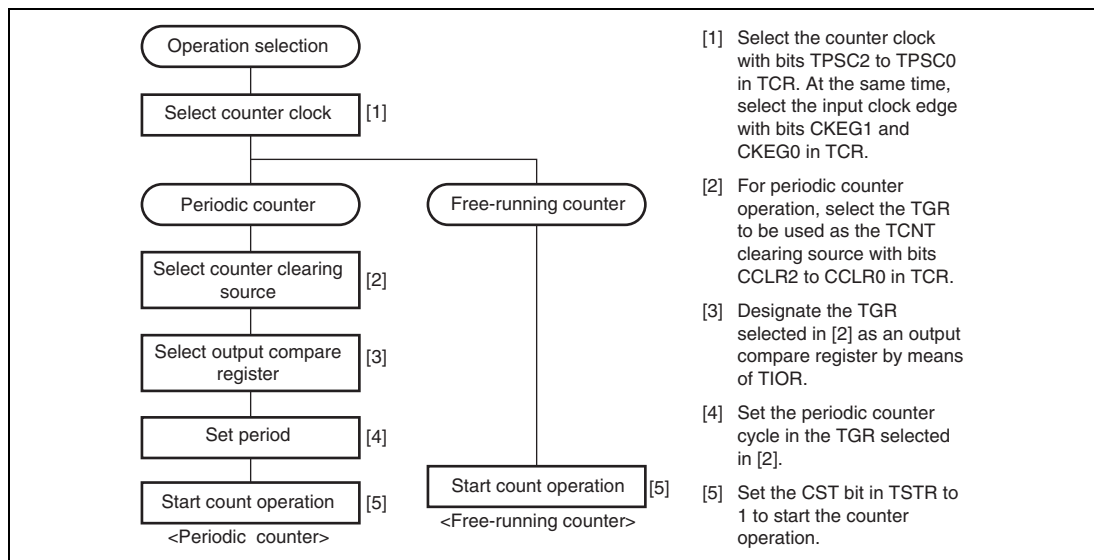 Operation selection
Select counter clock
[1]
Periodic counter
Free-running counter
Select counter clearing
source
[2]
Select output compare
register
[3]
Set period
[4]
Start count operation
[5]
<Periodic counter>
Start count operation
[5]
<Free-running counter>
[1] Select the counter clock
with bits TPSC2 to TPSC0
in TCR. At the same time,
select the input clock edge
with bits CKEG1 and
CKEG0 in TCR.
[2] For periodic counter
operation, select the TGR
to be used as the TCNT
clearing source with bits
CCLR2 to CCLR0 in TCR.
[3] Designate the TGR
selected in [2] as an output
compare register by means
of TIOR.
[4] Set the periodic counter
cycle in the TGR selected
in [2].
[5] Set the CST bit in TSTR to
1 to start the counter
operation.